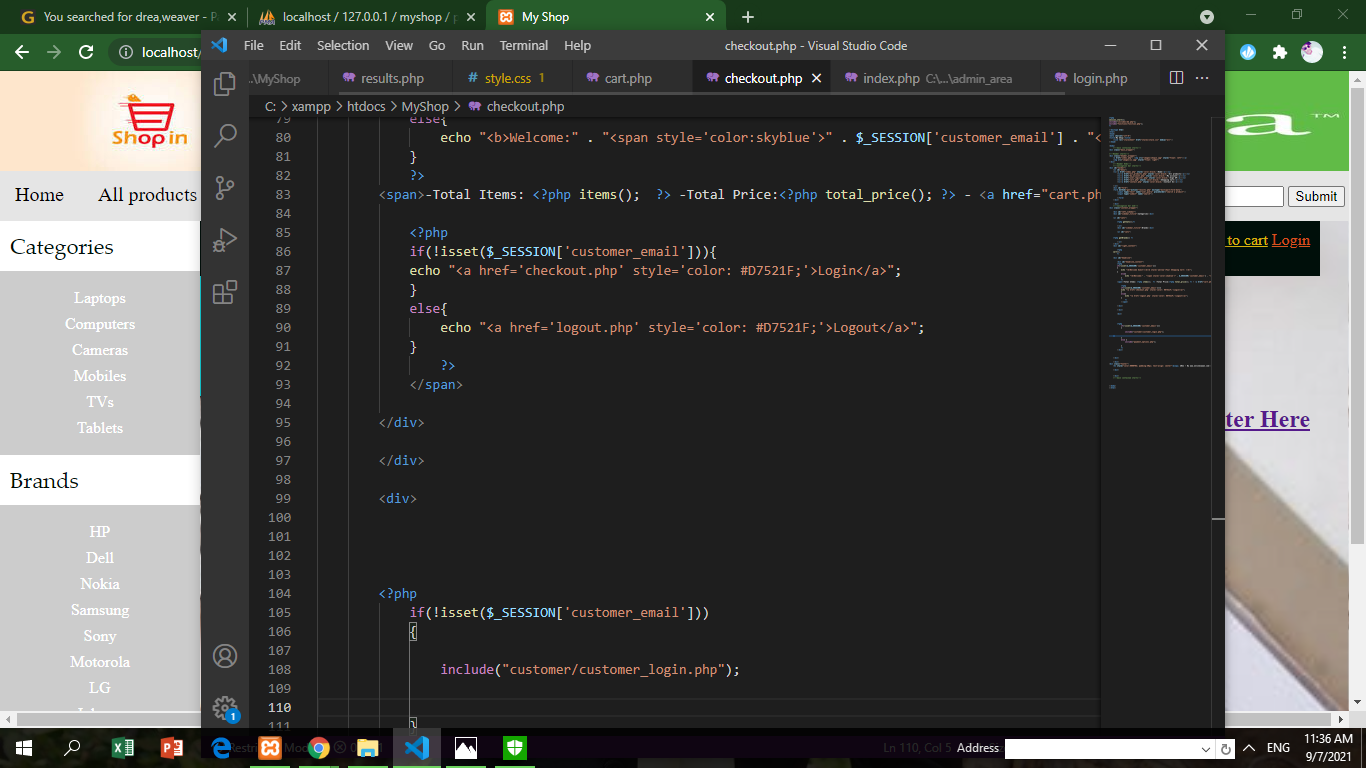 You searched for drea,weaver - P
localhost / 127.0.0.1 / myshop / p
My Shop
localhost/
File Edit Selection View Go Run Terminal Help
checkout.php - Visual Studio Code
..\MyShop
results.php
style.css 1
cart.php
checkout.php
index.php C:\...\admin_area
login.php
C: > xampp > htdocs > MyShop > checkout.php
Shop in
TM
Home
All products
Submit
to cart Login
Categories
Laptops
Computers
Cameras
Mobiles
TVs
Tablets
Brands
HP
Dell
Nokia
Samsung
Sony
Motorola
LG
ter Here
79 else{
80 echo "<b>Welcome:" . "<span style='color:skyblue'>" . $_SESSION['customer_email'] . "<
81 }
82 ?>
83 <span>-Total Items: <?php items();  ?> -Total Price:<?php total_price(); ?> - <a href="cart.ph
84
85 <?php
86 if(!isset($_SESSION['customer_email'])){
87 echo "<a href='checkout.php' style='color: #D7521F;'>Login</a>";
88 }
89 else{
90 echo "<a href='logout.php' style='color: #D7521F;'>Logout</a>";
91 }
92 ?>
93 </span>
94
95 </div>
96
97 </div>
98
99 <div>
100
101
102
103
104 <?php
105 if(!isset($_SESSION['customer_email']))
106 {
107
108 include("customer/customer_login.php");
109
110
111 }
1
Ln 110, Col 5
Address
ENG
11:36 AM
9/7/2021